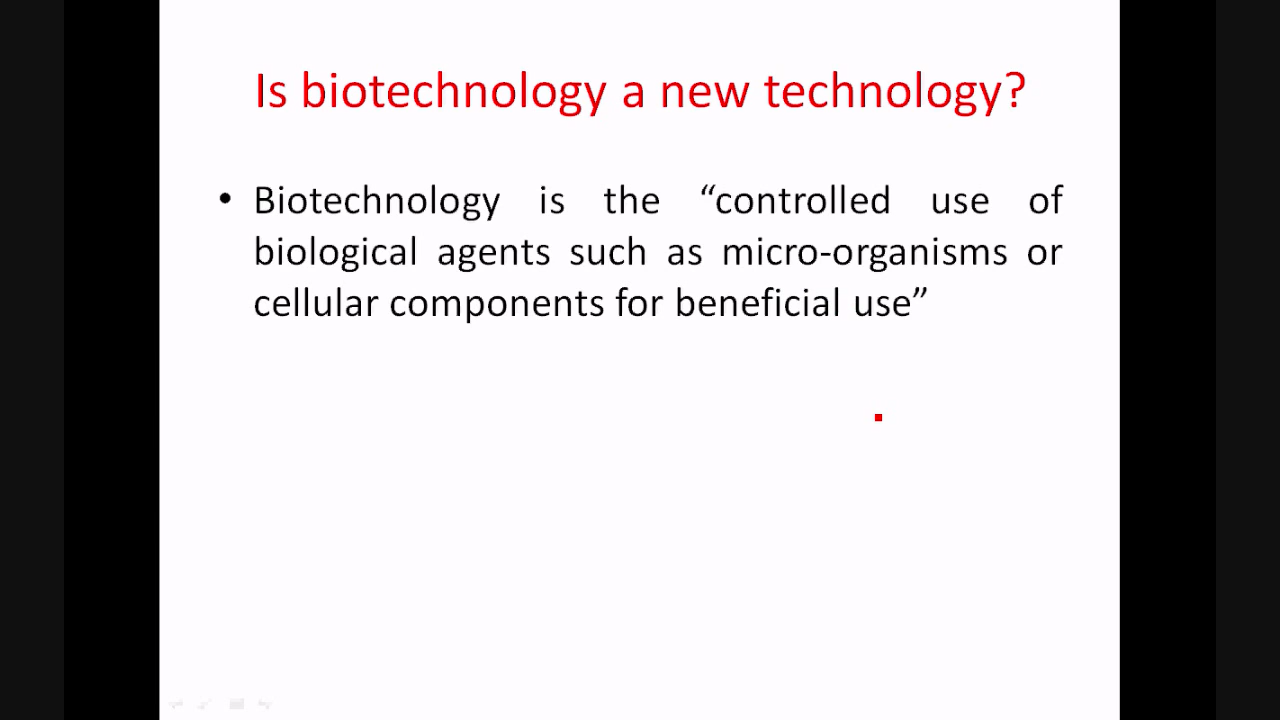 Is biotechnology a new technology?
• Biotechnology is the “controlled use of
biological agents such as micro-organisms or
cellular components for beneficial use”